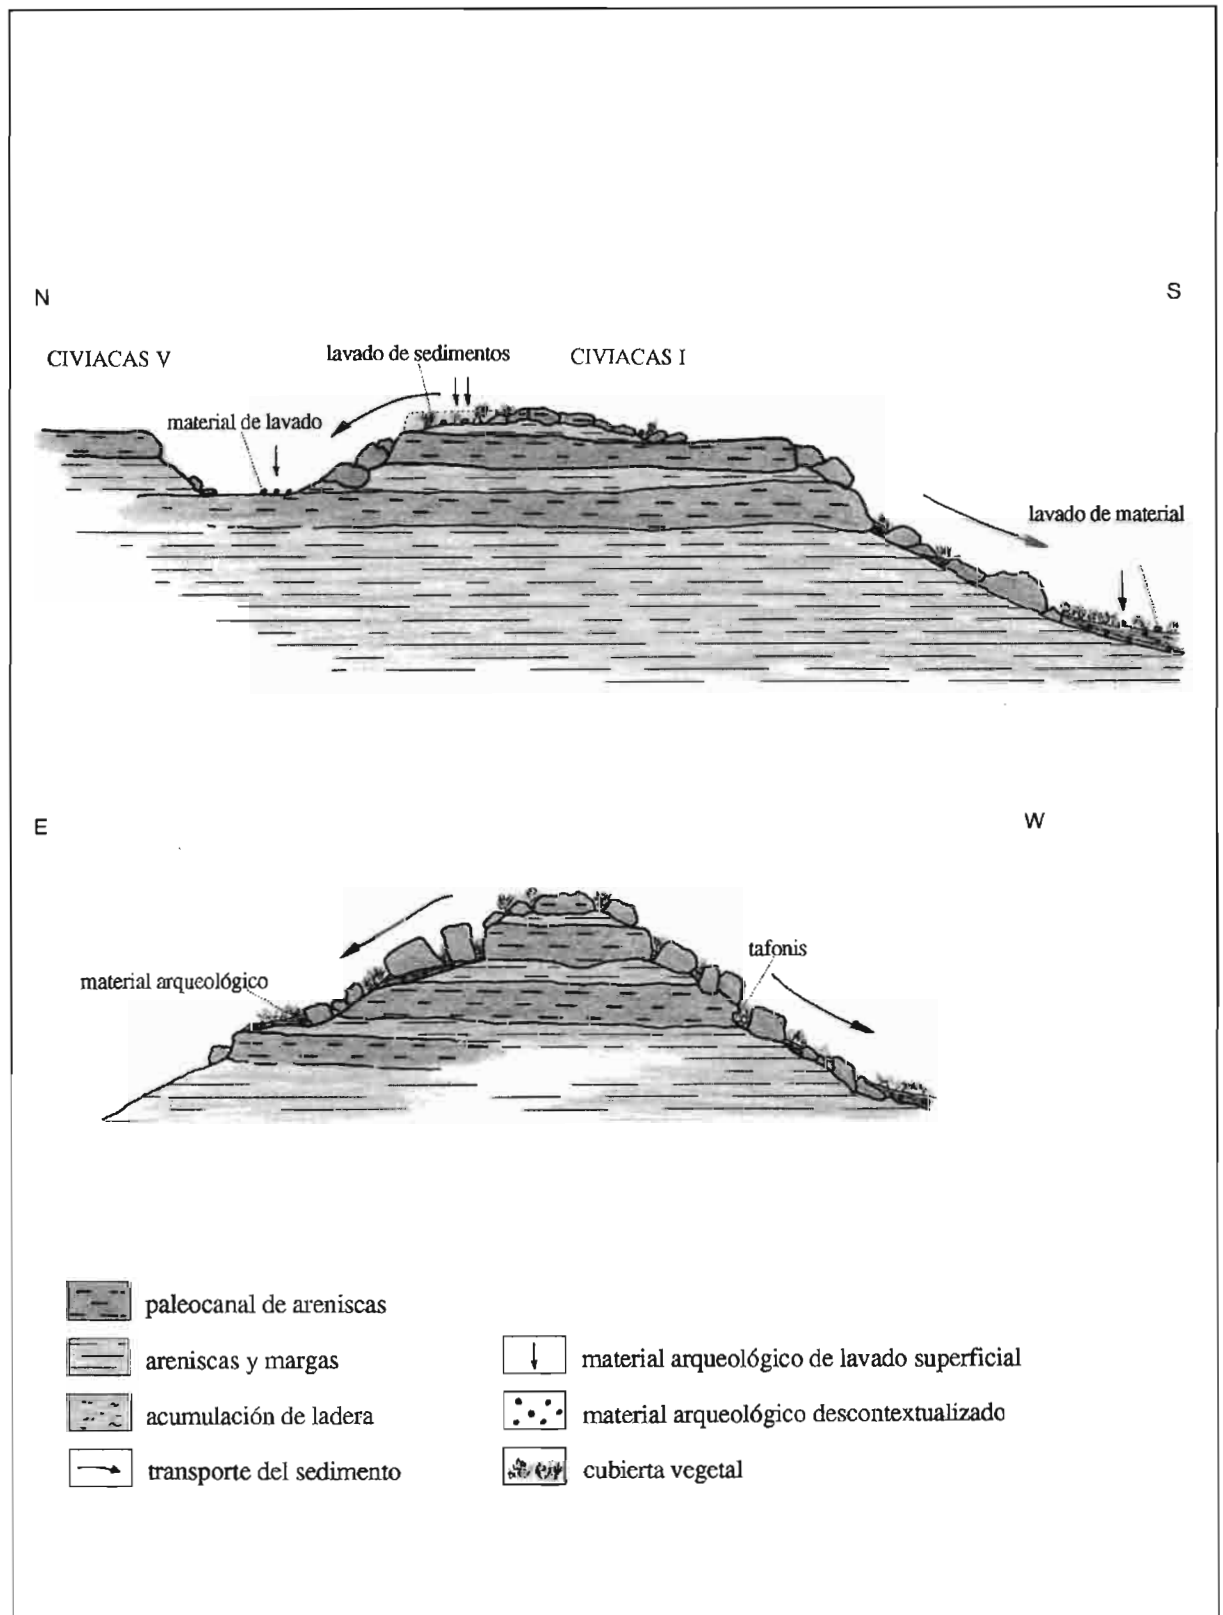 N
S
CIVIACAS V
lavado de sedimentos
CIVIACAS I
material de lavado
lavado de material
E
W
tafonis
material arqueológico
paleocanal de areniscas
areniscas y margas
acumulación de ladera
transporte del sedimento
material arqueológico de lavado superficial
material arqueológico descontextualizado
cubierta vegetal